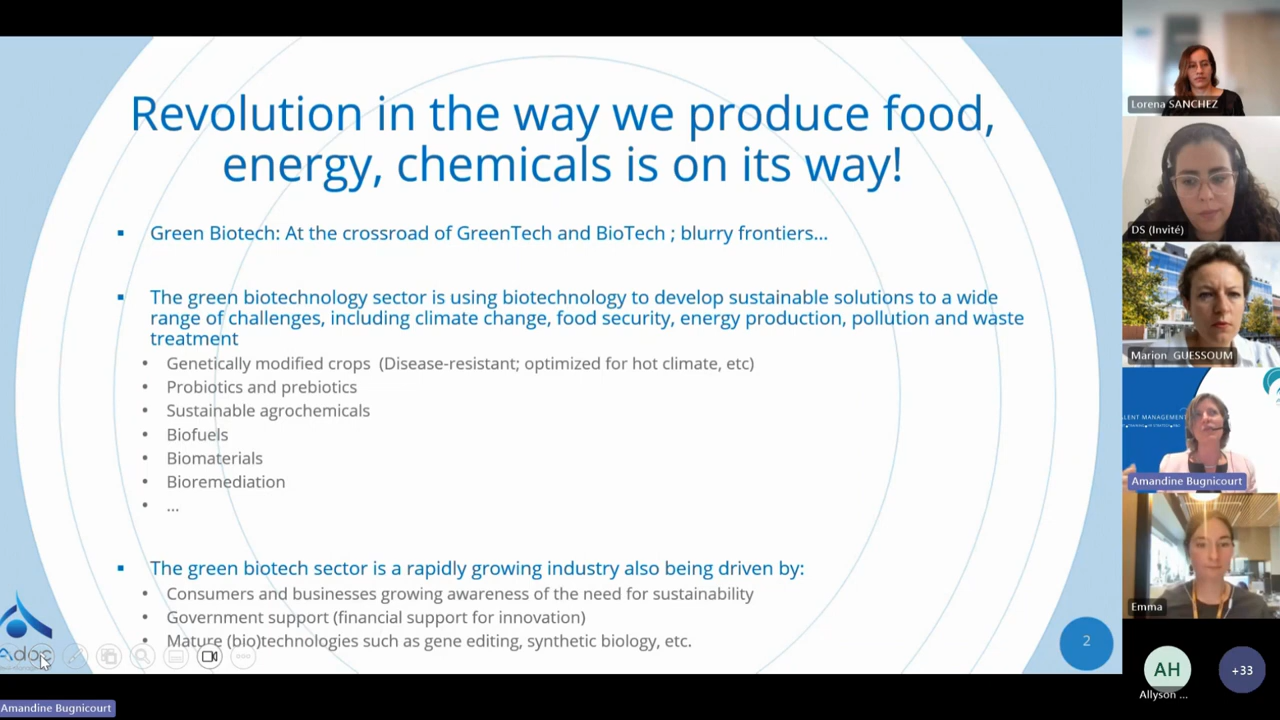 Revolution in the way we produce food,
energy, chemicals is on its way!
Green Biotech: At the crossroad of GreenTech and BioTech ; blurry frontiers...
The green biotechnology sector is using biotechnology to develop sustainable solutions to a wide
range of challenges, including climate change, food security, energy production, pollution and waste
treatment
Genetically modified crops (Disease-resistant; optimized for hot climate, etc)
Probiotics and prebiotics
Sustainable agrochemicals
Biofuels
Biomaterials
Bioremediation
...
The green biotech sector is a rapidly growing industry also being driven by:
Consumers and businesses growing awareness of the need for sustainability
Government support (financial support for innovation)
Mature (bio)technologies such as gene editing, synthetic biology, etc.
2
Adoc
Amandine Bugnicourt
Lorena SANCHEZ
DS (Invité)
Marion GUESSOUM
LENT MANAGEMENT
Amandine Bugnicourt
Emma
AH
Allyson ...
+33